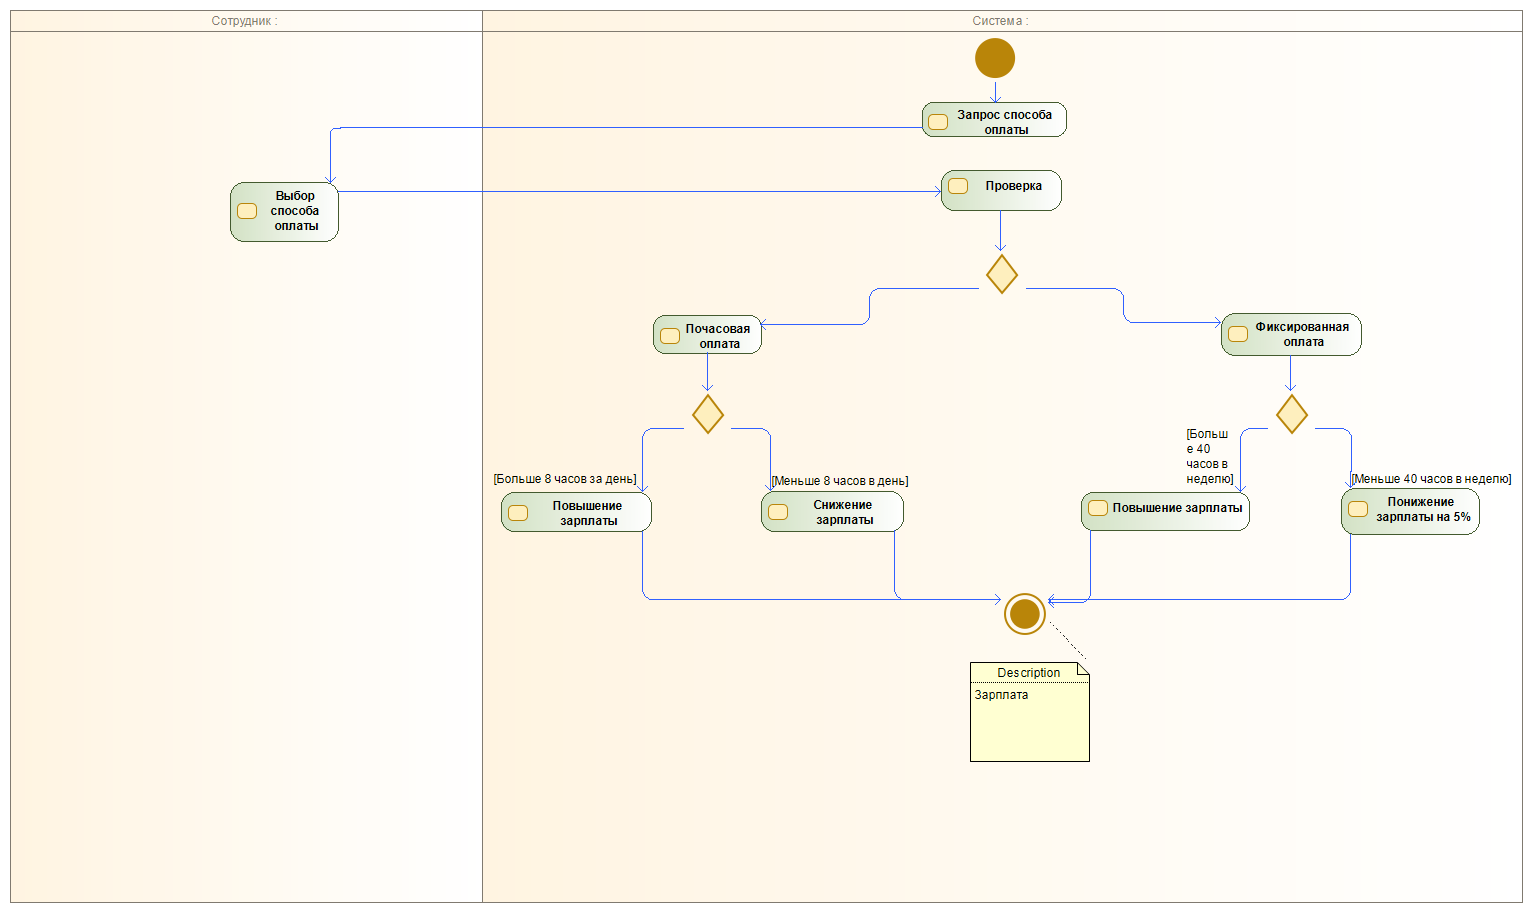 Сотрудник :
Система :
Запрос способа
оплаты
Выбор
способа
оплаты
Проверка
Почасовая
оплата
Фиксированная
оплата
[Больше 8 часов за день]
[Меньше 8 часов в день]
[Больш
е 40
часов в
неделю]
[Меньше 40 часов в неделю]
Повышение
зарплаты
Снижение
зарплаты
Повышение зарплаты
Понижение
зарплаты на 5%
Description
Зарплата